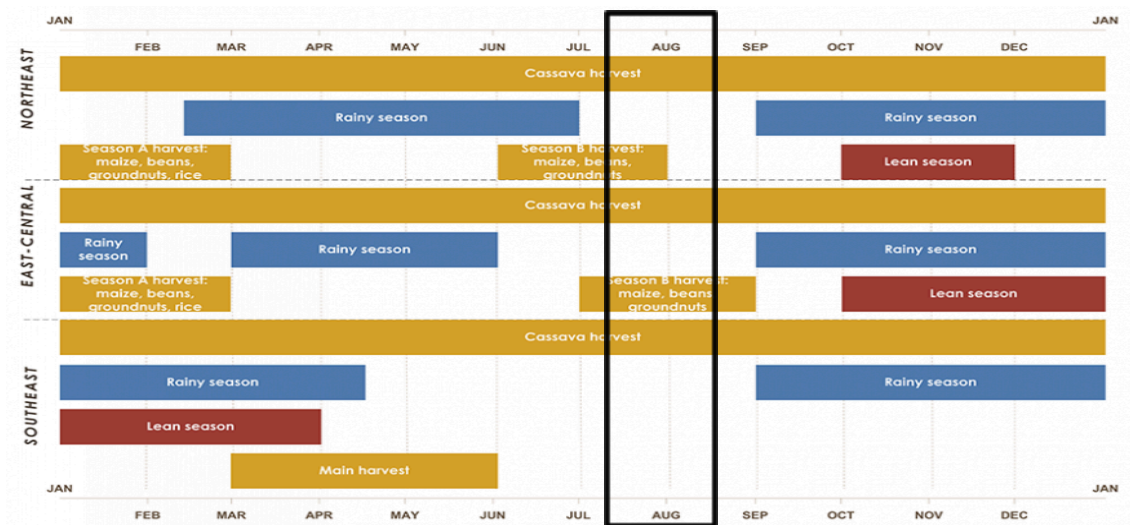 JAN JAN
FEB MAR APR MAY JUN JUL AUG SEP OCT NOV DEC
NORTHEAST
Cassava harvest
Rainy season Rainy season
Season A harvest:
maize, beans,
groundnuts, rice
Season B harvest:
maize, beans,
groundnuts
Lean season
EAST-CENTRAL
Cassava harvest
Rainy
season
Rainy season Rainy season
Season A harvest:
maize, beans,
groundnuts, rice
Season B harvest:
maize, beans,
groundnuts
Lean season
SOUTHEAST
Cassava harvest
Rainy season Rainy season
Lean season
Main harvest
JAN JAN
FEB MAR APR MAY JUN JUL AUG SEP OCT NOV DEC